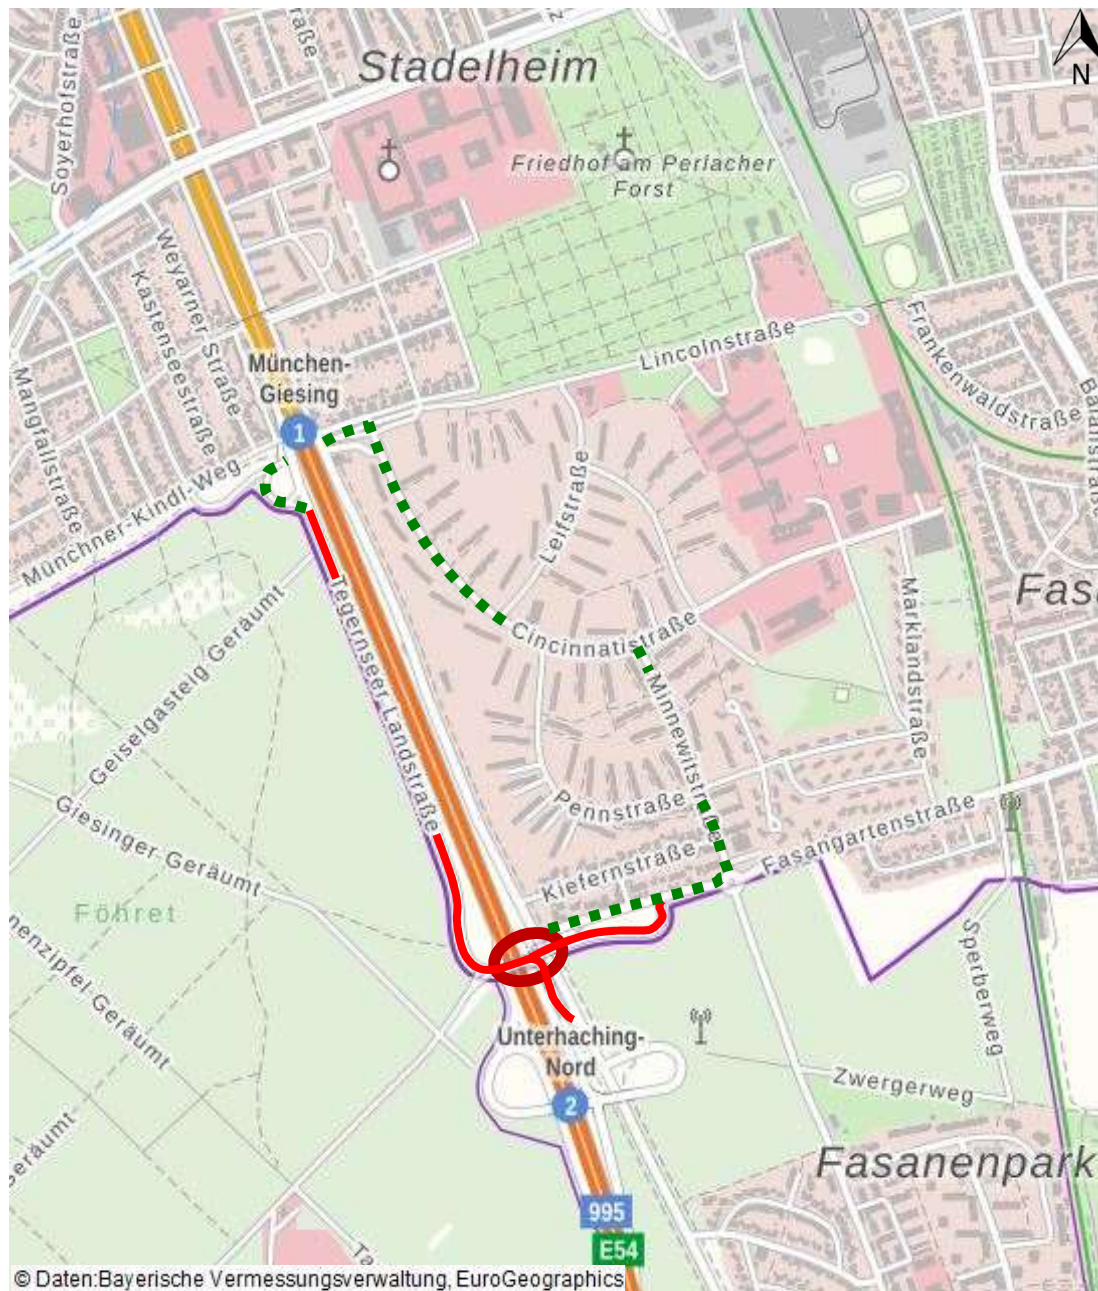 Stadelheim
N
Soyerhofstraße
Friedhof am Perlacher
Forst
Weyarner Straße
Kastenseestraße
München-
Giesing
1
Lincolnstraße
Frankenwaldstraße
Mangfallstraße
Münchner-Kindl-Weg
Leifstraße
Tegernseer Landstraße
Cincinnatistraße
Marklandstraße
Geiselgasteig Geräumt
Minnewitstraße
Giesinger Geräumt
Pennstraße
Fasangartenstraße
Kiefernstraße
Föhret
nenzipfel Geräumt
Sperberweg
Unterhaching-
Nord
2
Zwergerweg
Fasanenpark
995
E54
© Daten:Bayerische Vermessungsverwaltung, EuroGeographics